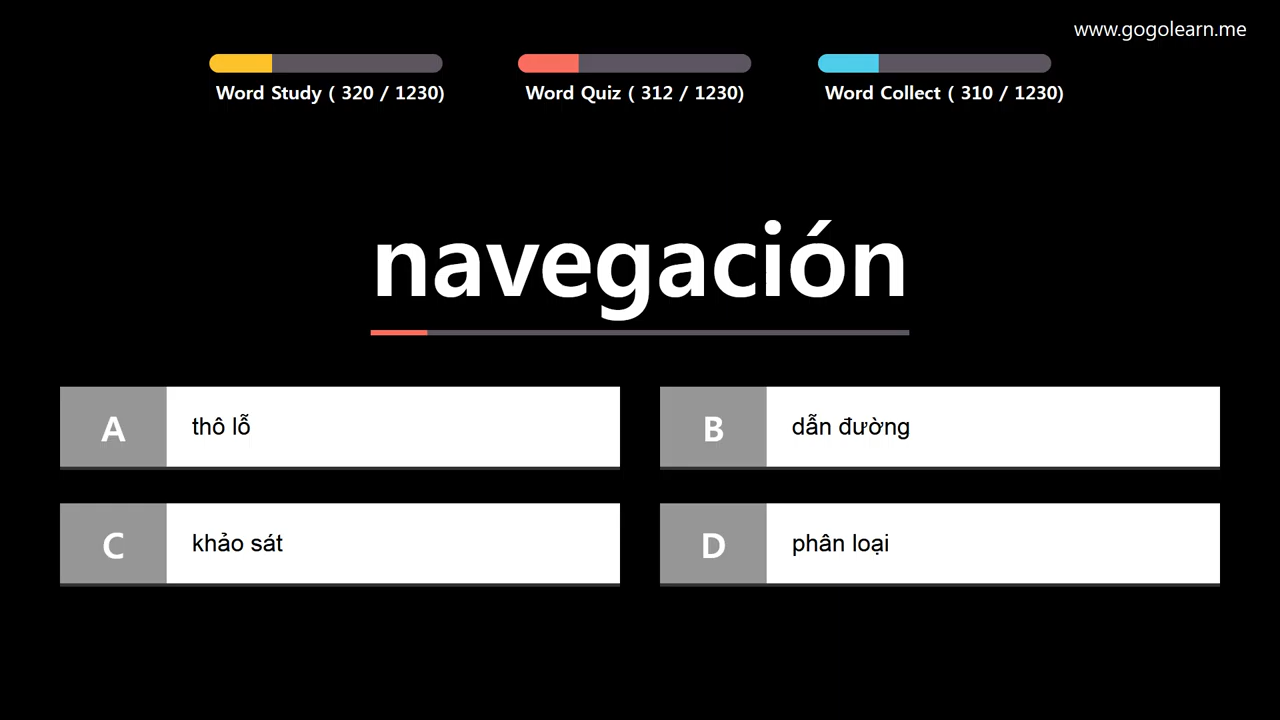 www.gogolearn.me
Word Study ( 320 / 1230)
Word Quiz ( 312 / 1230)
Word Collect ( 310 / 1230)
navegación
A
thô lỗ
B
dẫn đường
C
khảo sát
D
phân loại